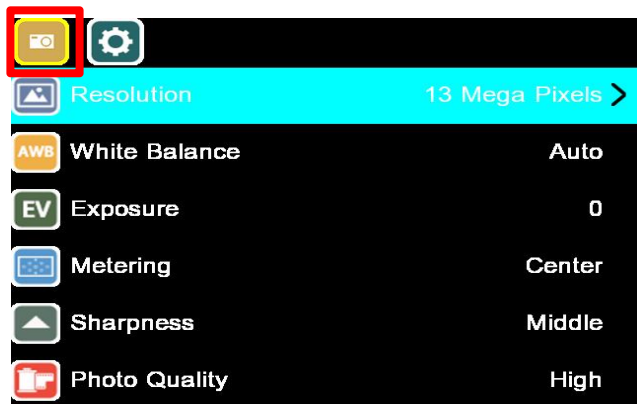 Resolution 13 Mega Pixels
AWB White Balance Auto
EV Exposure 0
Metering Center
Sharpness Middle
Photo Quality High